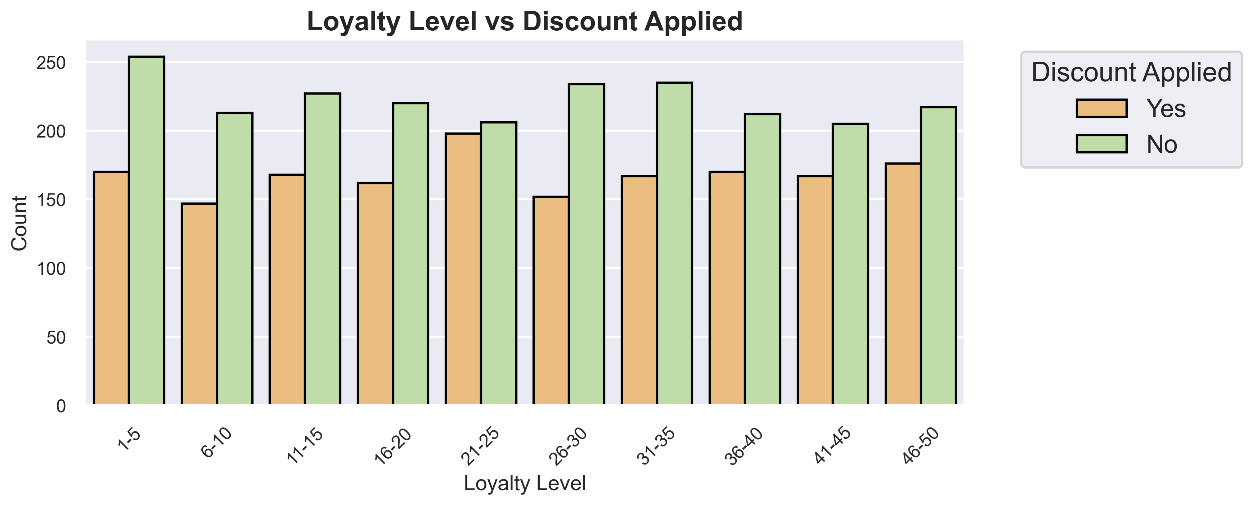 Loyalty Level vs Discount Applied
250
200
150
100
50
0
Count
1-5
6-10
11-15
16-20
21-25
26-30
31-35
36-40
41-45
46-50
Loyalty Level
Discount Applied
Yes
No